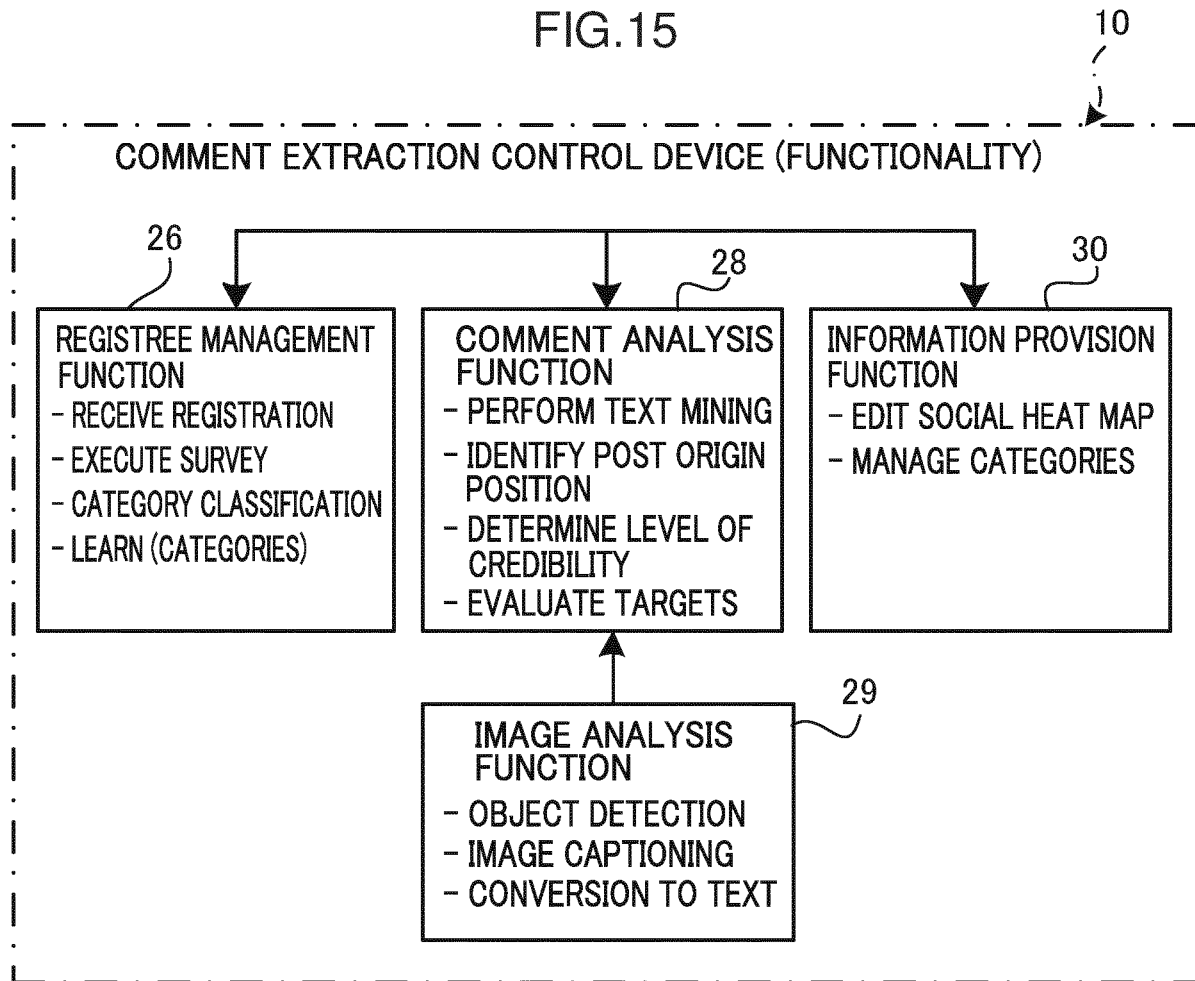 FIG.15
10
COMMENT EXTRACTION CONTROL DEVICE (FUNCTIONALITY)
26
REGISTREE MANAGEMENT
FUNCTION
- RECEIVE REGISTRATION
- EXECUTE SURVEY
- CATEGORY CLASSIFICATION
- LEARN (CATEGORIES)
28
COMMENT ANALYSIS
FUNCTION
- PERFORM TEXT MINING
- IDENTIFY POST ORIGIN
POSITION
- DETERMINE LEVEL OF
CREDIBILITY
- EVALUATE TARGETS
30
INFORMATION PROVISION
FUNCTION
- EDIT SOCIAL HEAT MAP
- MANAGE CATEGORIES
29
IMAGE ANALYSIS
FUNCTION
- OBJECT DETECTION
- IMAGE CAPTIONING
- CONVERSION TO TEXT